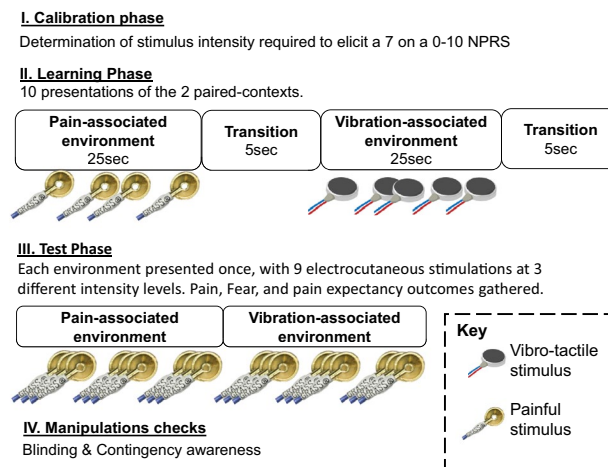 I. Calibration phase
Determination of stimulus intensity required to elicit a 7 on a 0-10 NPRS
II. Learning Phase
10 presentations of the 2 paired-contexts.
Pain-associated
environment
25sec
Transition
5sec
Vibration-associated
environment
25sec
Transition
5sec
III. Test Phase
Each environment presented once, with 9 electrocutaneous stimulations at 3
different intensity levels. Pain, Fear, and pain expectancy outcomes gathered.
Pain-associated
environment
Vibration-associated
environment
Key
Vibro-tactile
stimulus
Painful
stimulus
IV. Manipulations checks
Blinding & Contingency awareness